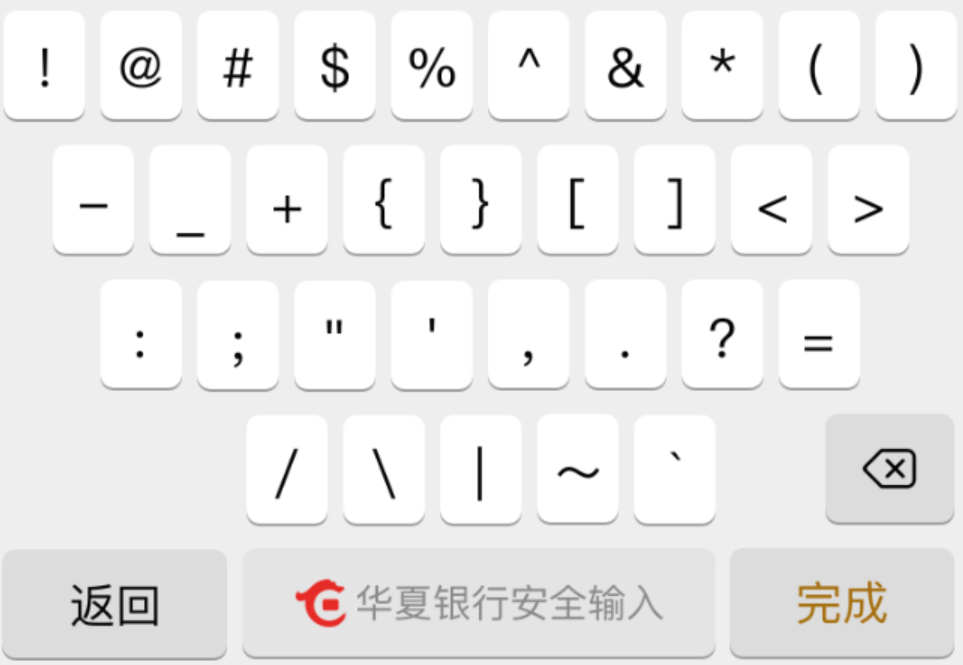 ! @ # $ % ^ & * ( )
- _ + { } [ ] < >
: ; " ' , . ? =
/ \ | ~ `
返回 华夏银行安全输入 完成